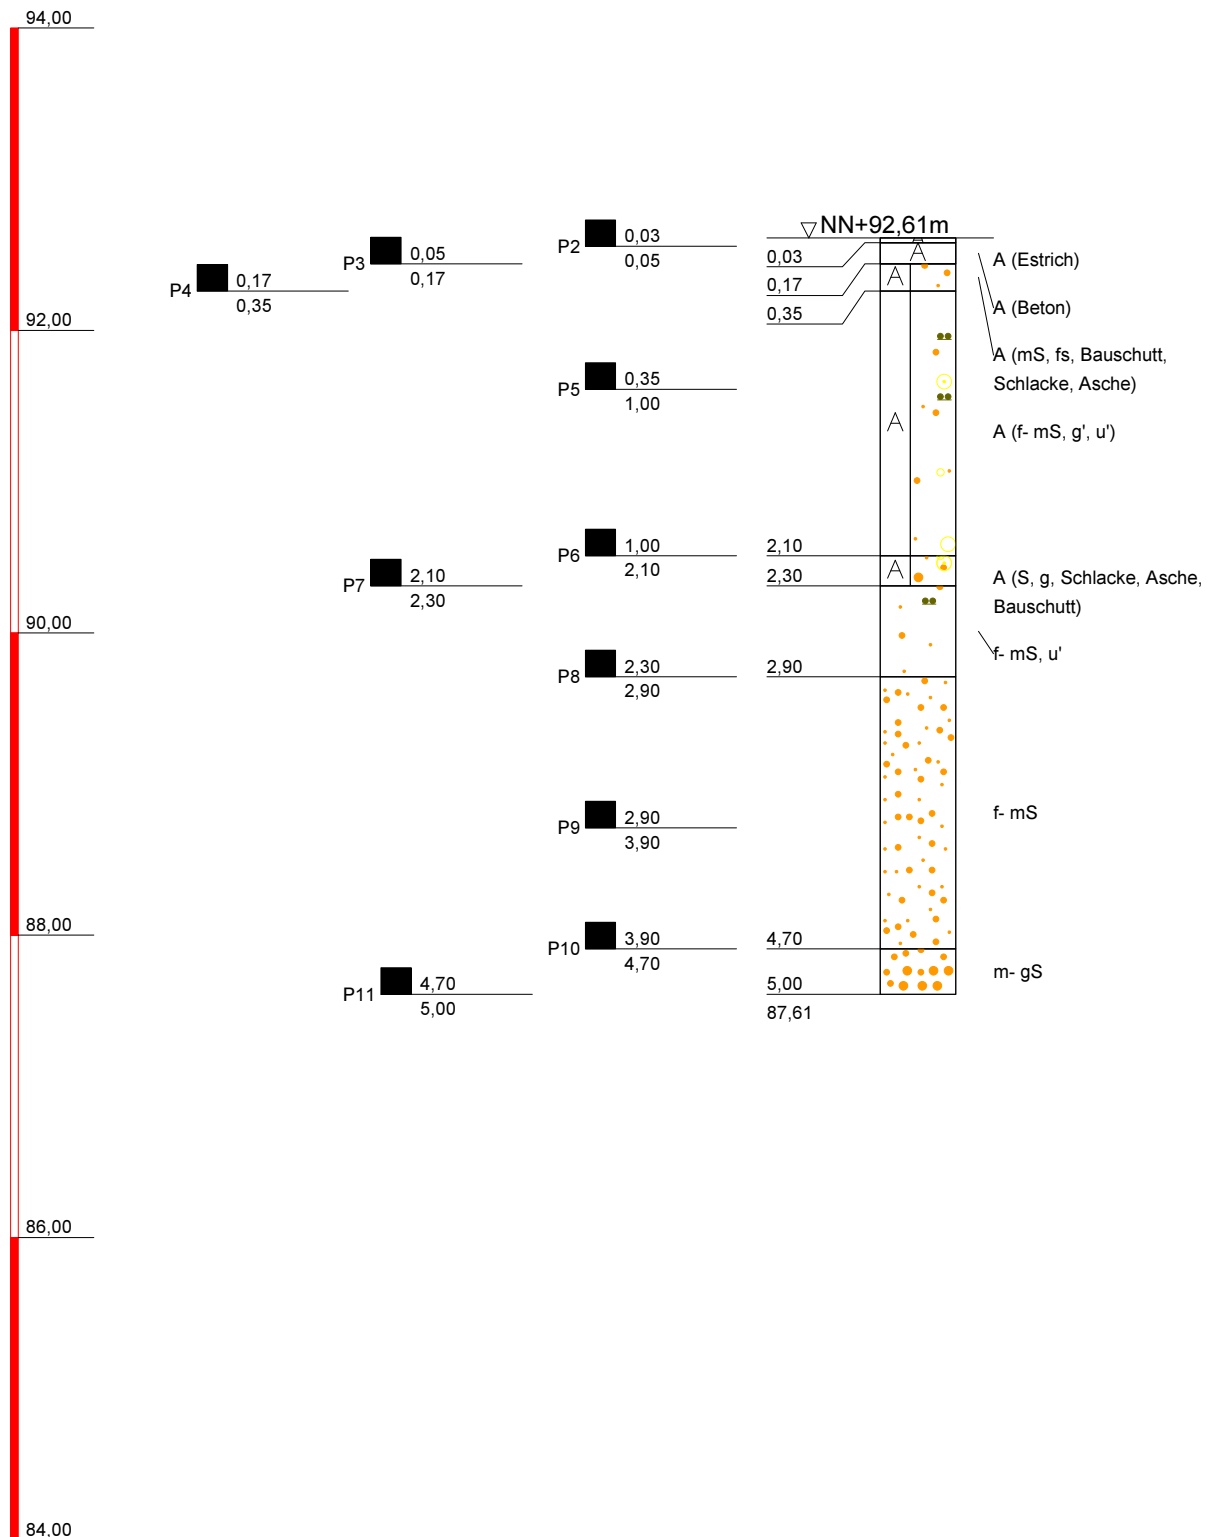 94,00
NN+92,61m
P2
0,03
0,05
P3
0,05
0,17
0,03
A
A
A (Estrich)
P4
0,17
0,35
0,17
A
0,35
A (Beton)
92,00
A (mS, fs, Bauschutt,
Schlacke, Asche)
P5
0,35
1,00
A
A (f- mS, g', u')
P6
1,00
2,10
2,10
P7
2,10
2,30
2,30
A
A (S, g, Schlacke, Asche,
Bauschutt)
90,00
f- mS, u'
P8
2,30
2,90
2,90
f- mS
P9
2,90
3,90
88,00
P10
3,90
4,70
4,70
m- gS
P11
4,70
5,00
5,00
87,61
86,00
84,00